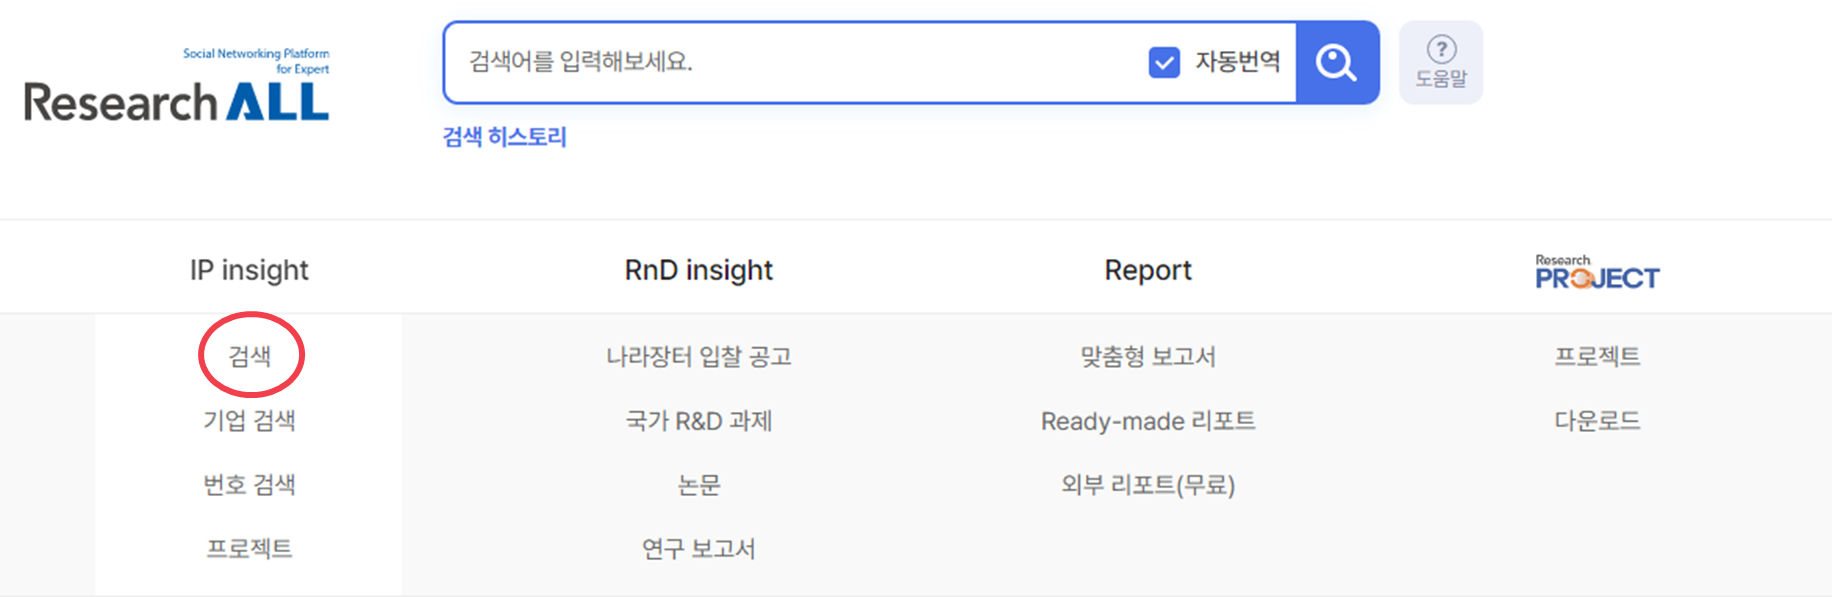 Social Networking Platform
for Expert
Research ALL
검색어를 입력해보세요.
자동번역
도움말
검색 히스토리
IP insight
RnD insight
Report
Research
PROJECT
검색
나라장터 입찰 공고
맞춤형 보고서
프로젝트
기업 검색
국가 R&D 과제
Ready-made 리포트
다운로드
번호 검색
논문
외부 리포트(무료)
프로젝트
연구 보고서